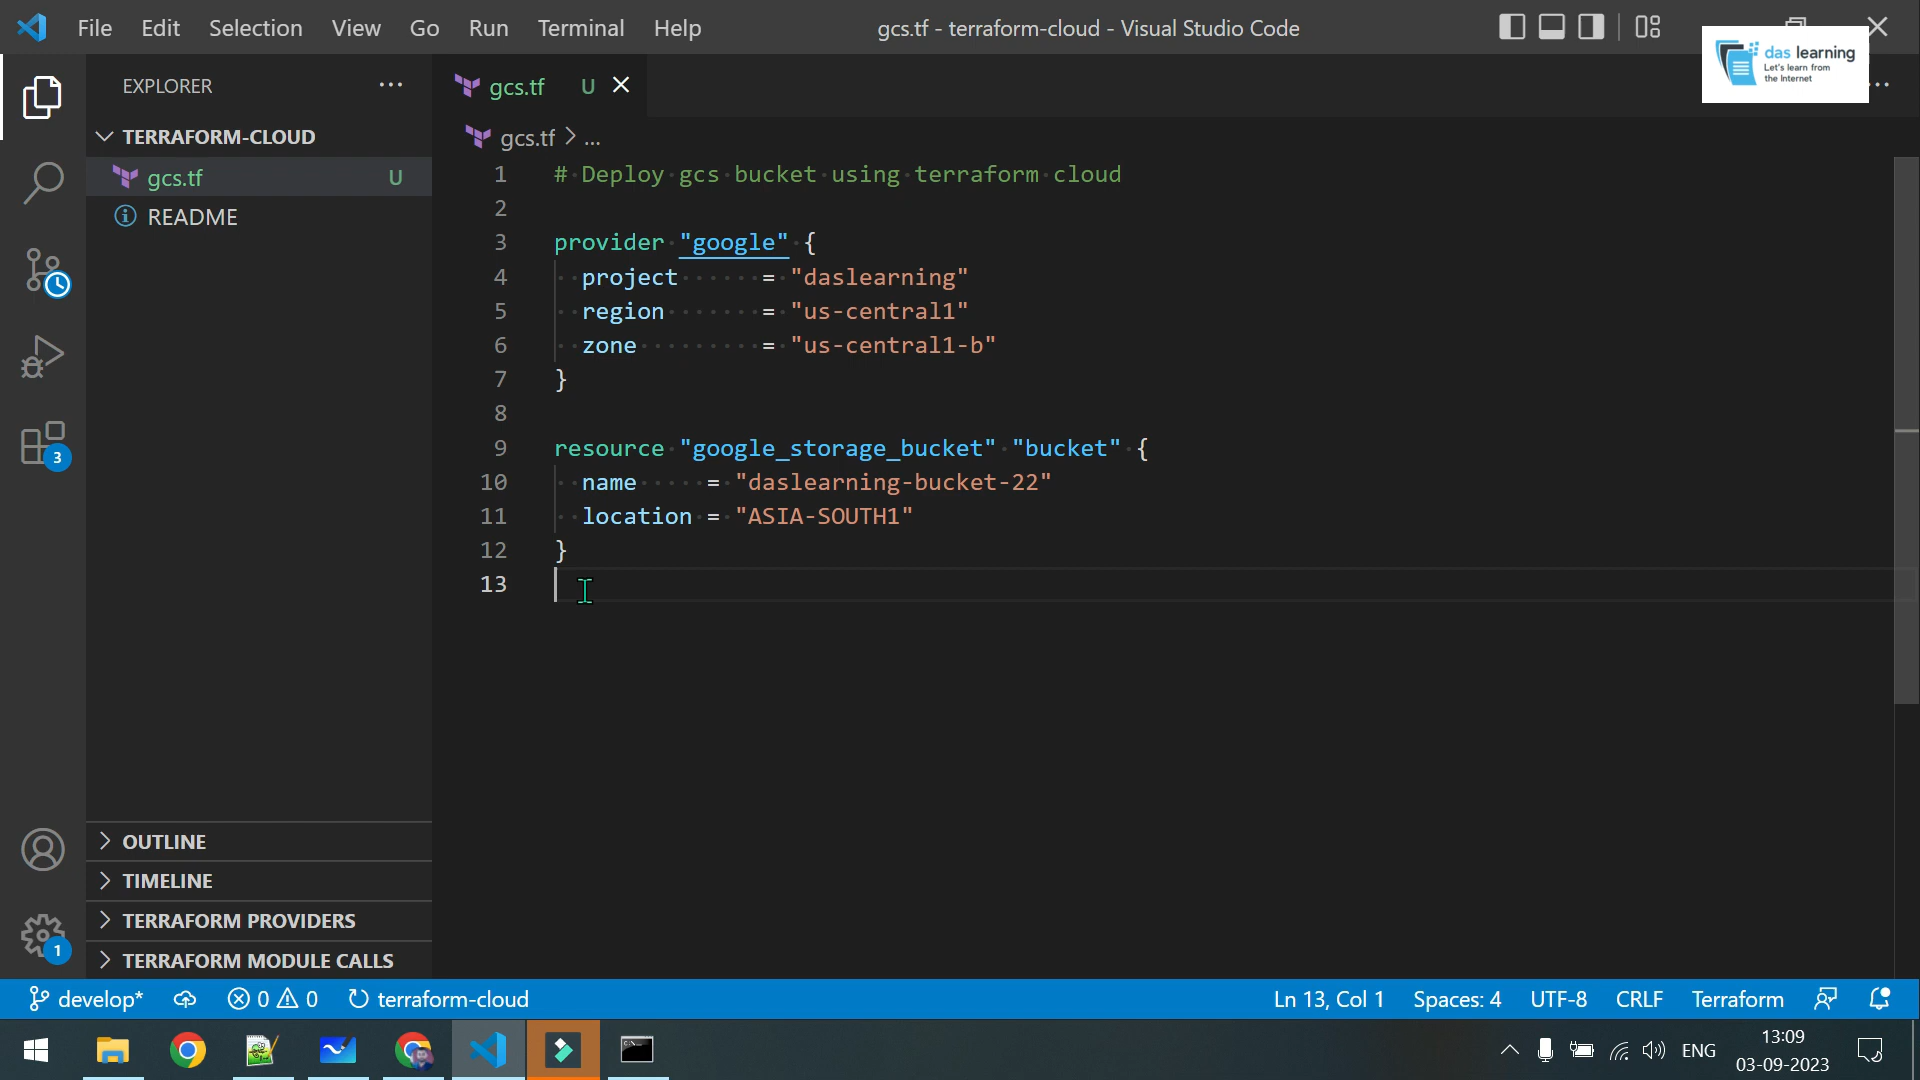 File Edit Selection View Go Run Terminal Help
gcs.tf - terraform-cloud - Visual Studio Code
das learning
Let's learn from
the Internet
EXPLORER
gcs.tf U
TERRAFORM-CLOUD
gcs.tf > ...
gcs.tf U
README
1 # Deploy gcs bucket using terraform cloud
2
3 provider "google" {
4 project = "daslearning"
5 region = "us-central1"
6 zone = "us-central1-b"
7 }
8
9 resource "google_storage_bucket" "bucket" {
10 name = "daslearning-bucket-22"
11 location = "ASIA-SOUTH1"
12 }
13
3
OUTLINE
TIMELINE
TERRAFORM PROVIDERS
1
TERRAFORM MODULE CALLS
develop* 0 0 terraform-cloud Ln 13, Col 1 Spaces: 4 UTF-8 CRLF Terraform
ENG
13:09
03-09-2023